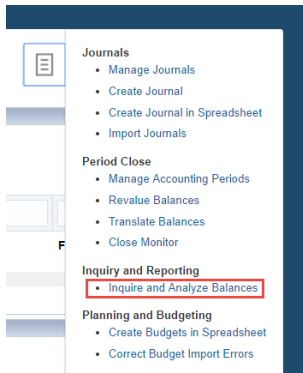 Journals
Manage Journals
Create Journal
Create Journal in Spreadsheet
Import Journals
Period Close
Manage Accounting Periods
Revalue Balances
Translate Balances
Close Monitor
F
Inquiry and Reporting
Inquire and Analyze Balances
Planning and Budgeting
Create Budgets in Spreadsheet
Correct Budget Import Errors